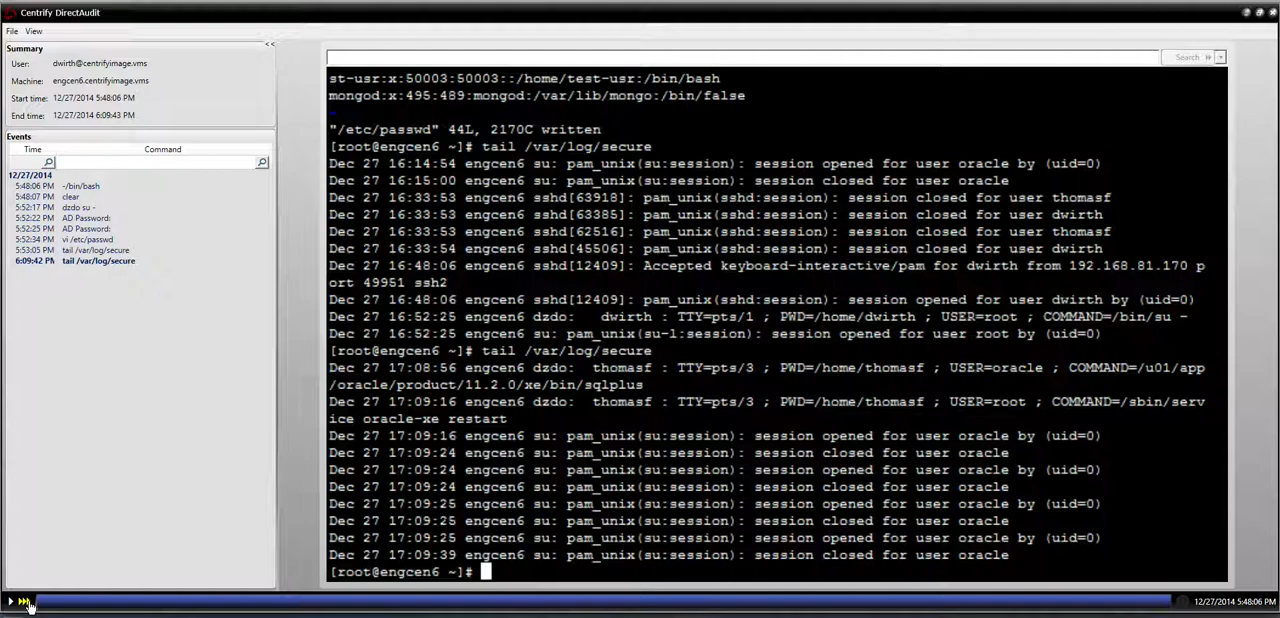 Centrify DirectAudit
File View
Summary
<<
User: dwirth@centrifyimage.vms
Machine: engcen6.centrifyimage.vms
Start time: 12/27/2014 5:48:06 PM
End time: 12/27/2014 6:09:43 PM
Events
Time Command
12/27/2014
5:48:06 PM -/bin/bash
5:48:07 PM clear
5:52:17 PM dzdo su -
5:52:22 PM AD Password:
5:52:25 PM AD Password:
5:52:34 PM vi /etc/passwd
5:53:05 PM tail /var/log/secure
6:09:42 PM tail /var/log/secure
Search
st-usr:x:50003:50003::/home/test-usr:/bin/bash
mongod:x:495:489:mongod:/var/lib/mongo:/bin/false
"/etc/passwd" 44L, 2170C written
[root@engcen6 ~]# tail /var/log/secure
Dec 27 16:14:54 engcen6 su: pam_unix(su:session): session opened for user oracle by (uid=0)
Dec 27 16:15:00 engcen6 su: pam_unix(su:session): session closed for user oracle
Dec 27 16:33:53 engcen6 sshd[63918]: pam_unix(sshd:session): session closed for user thomasf
Dec 27 16:33:53 engcen6 sshd[63385]: pam_unix(sshd:session): session closed for user dwirth
Dec 27 16:33:53 engcen6 sshd[62516]: pam_unix(sshd:session): session closed for user thomasf
Dec 27 16:33:54 engcen6 sshd[45506]: pam_unix(sshd:session): session closed for user dwirth
Dec 27 16:48:06 engcen6 sshd[12409]: Accepted keyboard-interactive/pam for dwirth from 192.168.81.170 p
ort 49951 ssh2
Dec 27 16:48:06 engcen6 sshd[12409]: pam_unix(sshd:session): session opened for user dwirth by (uid=0)
Dec 27 16:52:25 engcen6 dzdo: dwirth : TTY=pts/1 ; PWD=/home/dwirth ; USER=root ; COMMAND=/bin/su -
Dec 27 16:52:25 engcen6 su: pam_unix(su-l:session): session opened for user root by (uid=0)
[root@engcen6 ~]# tail /var/log/secure
Dec 27 17:08:56 engcen6 dzdo: thomasf : TTY=pts/3 ; PWD=/home/thomasf ; USER=oracle ; COMMAND=/u01/app
/oracle/product/11.2.0/xe/bin/sqlplus
Dec 27 17:09:16 engcen6 dzdo: thomasf : TTY=pts/3 ; PWD=/home/thomasf ; USER=root ; COMMAND=/sbin/serv
ice oracle-xe restart
Dec 27 17:09:16 engcen6 su: pam_unix(su:session): session opened for user oracle by (uid=0)
Dec 27 17:09:24 engcen6 su: pam_unix(su:session): session closed for user oracle
Dec 27 17:09:24 engcen6 su: pam_unix(su:session): session opened for user oracle by (uid=0)
Dec 27 17:09:24 engcen6 su: pam_unix(su:session): session closed for user oracle
Dec 27 17:09:25 engcen6 su: pam_unix(su:session): session opened for user oracle by (uid=0)
Dec 27 17:09:25 engcen6 su: pam_unix(su:session): session closed for user oracle
Dec 27 17:09:25 engcen6 su: pam_unix(su:session): session opened for user oracle by (uid=0)
Dec 27 17:09:39 engcen6 su: pam_unix(su:session): session closed for user oracle
[root@engcen6 ~]#
12/27/2014 5:48:06 PM